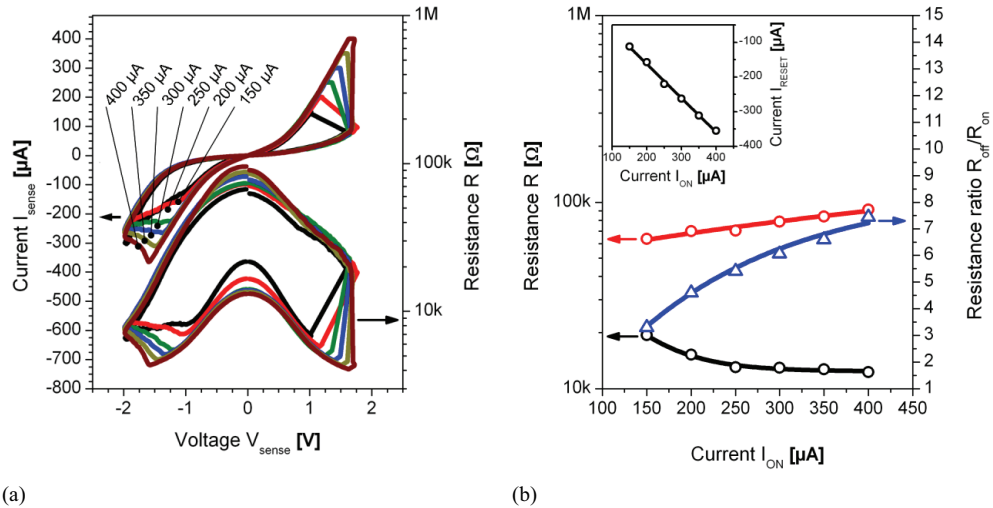 400
300
200
100
0
-100
-200
-300
-400
-500
-600
-700
-800
Current I_sense [µA]
400 µA
350 µA
300 µA
250 µA
200 µA
150 µA
1M
100k
10k
Resistance R [Ω]
-2 -1 0 1 2
Voltage V_sense [V]
(a)
1M
100k
10k
Resistance R [Ω]
-100
-200
-300
-400
Current I_RESET [µA]
100 200 300 400
Current I_ON [µA]
15
14
13
12
11
10
9
8
7
6
5
4
3
2
1
Resistance ratio R_off/R_on
100 150 200 250 300 350 400 450
Current I_ON [µA]
(b)